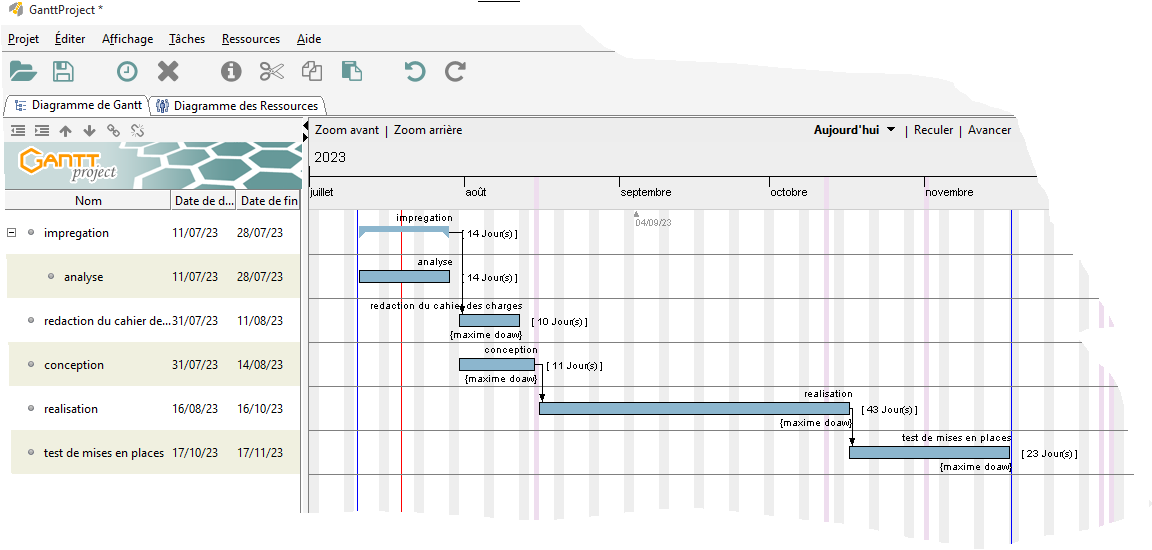 GanttProject *
Projet Éditer Affichage Tâches Ressources Aide
Diagramme de Gantt Diagramme des Ressources
Zoom avant | Zoom arrière Aujourd'hui | Reculer | Avancer
GANTT project
2023
juillet août septembre octobre novembre
Nom Date de d... Date de fin
04/09/23
impregation 11/07/23 28/07/23 impregation [ 14 Jour(s) ]
analyse 11/07/23 28/07/23 analyse [ 14 Jour(s) ]
redaction du cahier de... 31/07/23 11/08/23 redaction du cahier des charges [ 10 Jour(s) ]
{maxime doaw}
conception 31/07/23 14/08/23 conception [ 11 Jour(s) ]
{maxime doaw}
realisation 16/08/23 16/10/23 realisation [ 43 Jour(s) ]
{maxime doaw}
test de mises en places 17/10/23 17/11/23 test de mises en places [ 23 Jour(s) ]
{maxime doaw}